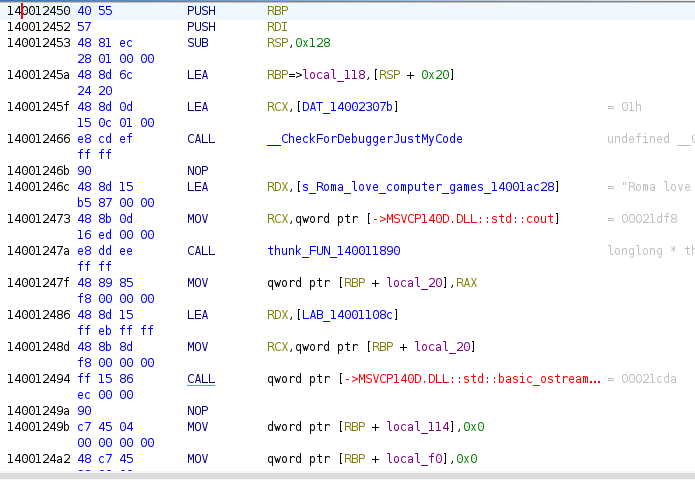 140012450 40 55 PUSH RBP
140012452 57 PUSH RDI
140012453 48 81 ec SUB RSP,0x128
28 01 00 00
14001245a 48 8d 6c LEA RBP=>local_118,[RSP + 0x20]
24 20
14001245f 48 8d 0d LEA RCX,[DAT_14002307b] = 01h
15 0c 01 00
140012466 e8 cd ef CALL __CheckForDebuggerJustMyCode undefined __
ff ff
14001246b 90 NOP
14001246c 48 8d 15 LEA RDX,[s_Roma_love_computer_games_14001ac28] = "Roma love
b5 87 00 00
140012473 48 8b 0d MOV RCX,qword ptr [->MSVCP140D.DLL::std::cout] = 00021df8
16 ed 00 00
14001247a e8 dd ee CALL thunk_FUN_140011890 longlong * th
ff ff
14001247f 48 89 85 MOV qword ptr [RBP + local_20],RAX
f8 00 00 00
140012486 48 8d 15 LEA RDX,[LAB_14001108c]
ff eb ff ff
14001248d 48 8b 8d MOV RCX,qword ptr [RBP + local_20]
f8 00 00 00
140012494 ff 15 86 CALL qword ptr [->MSVCP140D.DLL::std::basic_ostream... = 00021cda
ec 00 00
14001249a 90 NOP
14001249b c7 45 04 MOV dword ptr [RBP + local_114],0x0
00 00 00 00
1400124a2 48 c7 45 MOV qword ptr [RBP + local_f0],0x0